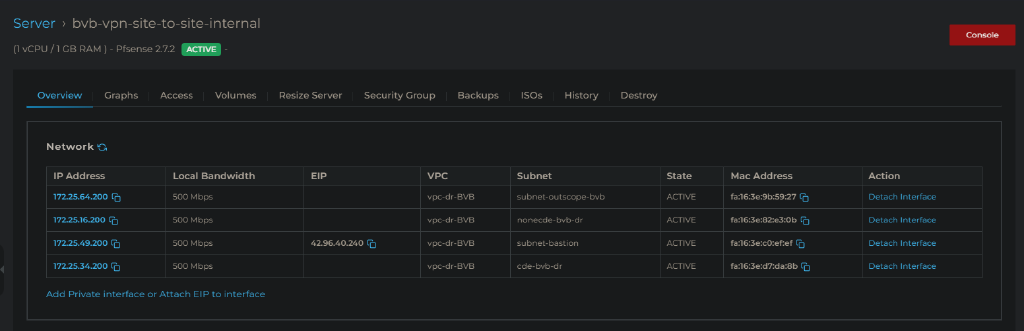 Server › bvb-vpn-site-to-site-internal
Console
(1 vCPU / 1 GB RAM ) - Pfsense 2.7.2 ACTIVE -
Overview Graphs Access Volumes Resize Server Security Group Backups ISOs History Destroy
Network
IP Address Local Bandwidth EIP VPC Subnet State Mac Address Action
172.25.64.200 500 Mbps vpc-dr-BVB subnet-outscope-bvb ACTIVE fa:16:3e:9b:59:27 Detach Interface
172.25.16.200 500 Mbps vpc-dr-BVB nonecde-bvb-dr ACTIVE fa:16:3e:82:e3:0b Detach Interface
172.25.49.200 500 Mbps 42.96.40.240 vpc-dr-BVB subnet-bastion ACTIVE fa:16:3e:c0:ef:ef Detach Interface
172.25.34.200 500 Mbps vpc-dr-BVB cde-bvb-dr ACTIVE fa:16:3e:d7:da:8b Detach Interface
Add Private interface or Attach EIP to interface